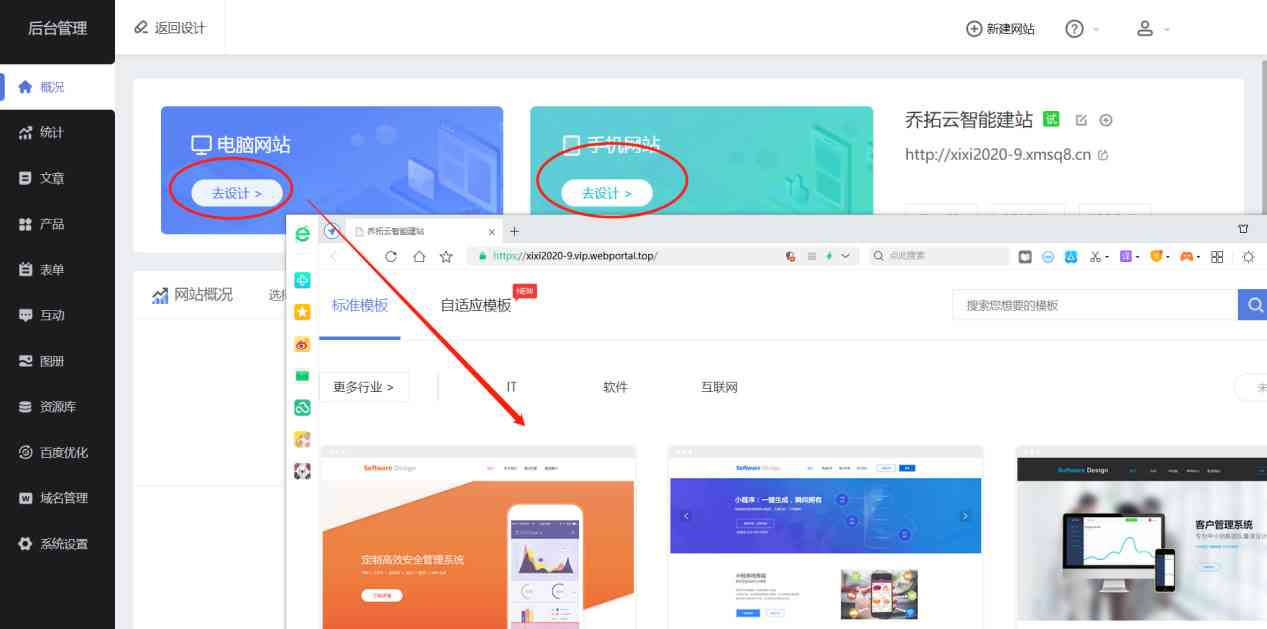 后台管理
返回设计
新建网站
概况
统计
文章
产品
表单
互动
图册
资源库
百度优化
域名管理
系统设置
电脑网站
去设计 >
手机网站
去设计 >
乔拓云智能建站 试
http://xixi2020-9.xmsq8.cn
网站概况
乔拓云智能建站
https://xixi2020-9.vip.webportal.top/
点此搜索
标准模板
自适应模板
NEW
搜索您想要的模板
更多行业 >
IT
软件
互联网
Software Design
定制高效安全管理系统
了解详情
Software Design
小程序：一键生成，瞬间拥有
Software Design
客户管理系统